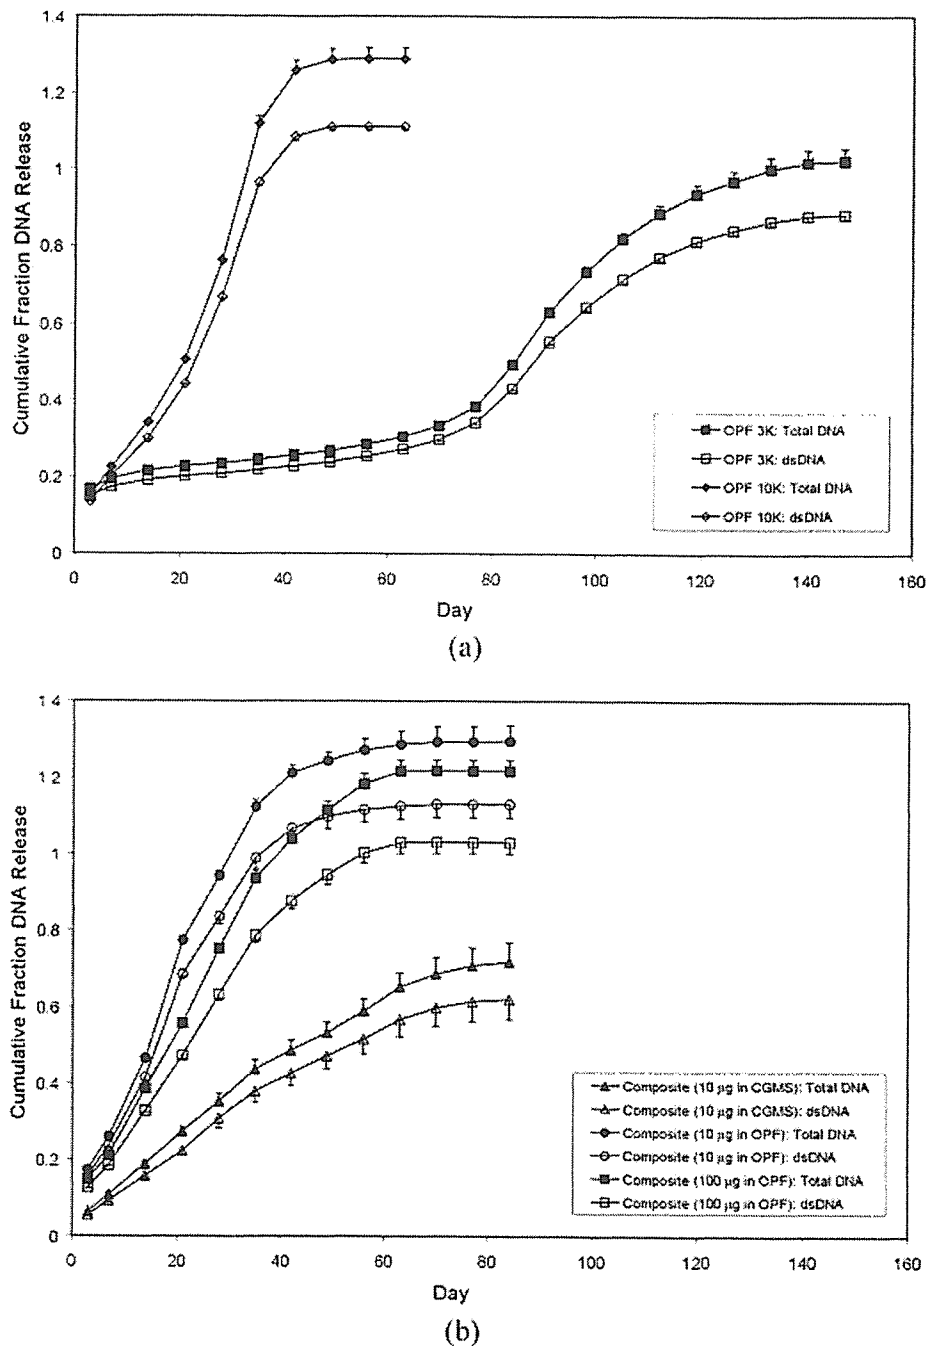 1.4
1.2
1
0.8
0.6
0.4
0.2
0
Cumulative Fraction DNA Release
OPF 3K: Total DNA
OPF 3K: dsDNA
OPF 10K: Total DNA
OPF 10K: dsDNA
0 20 40 60 80 100 120 140 160
Day
(a)
1 4
1 2
1
0.8
0.6
0.4
0.2
0
Cumulative Fraction DNA Release
Composite (10 µg in CGMS): Total DNA
Composite (10 µg in CGMS): dsDNA
Composite (10 µg in OPF): Total DNA
Composite (10 µg in OPF): dsDNA
Composite (100 µg in OPF): Total DNA
Composite (100 µg in OPF): dsDNA
0 20 40 60 80 100 120 140 160
Day
(b)